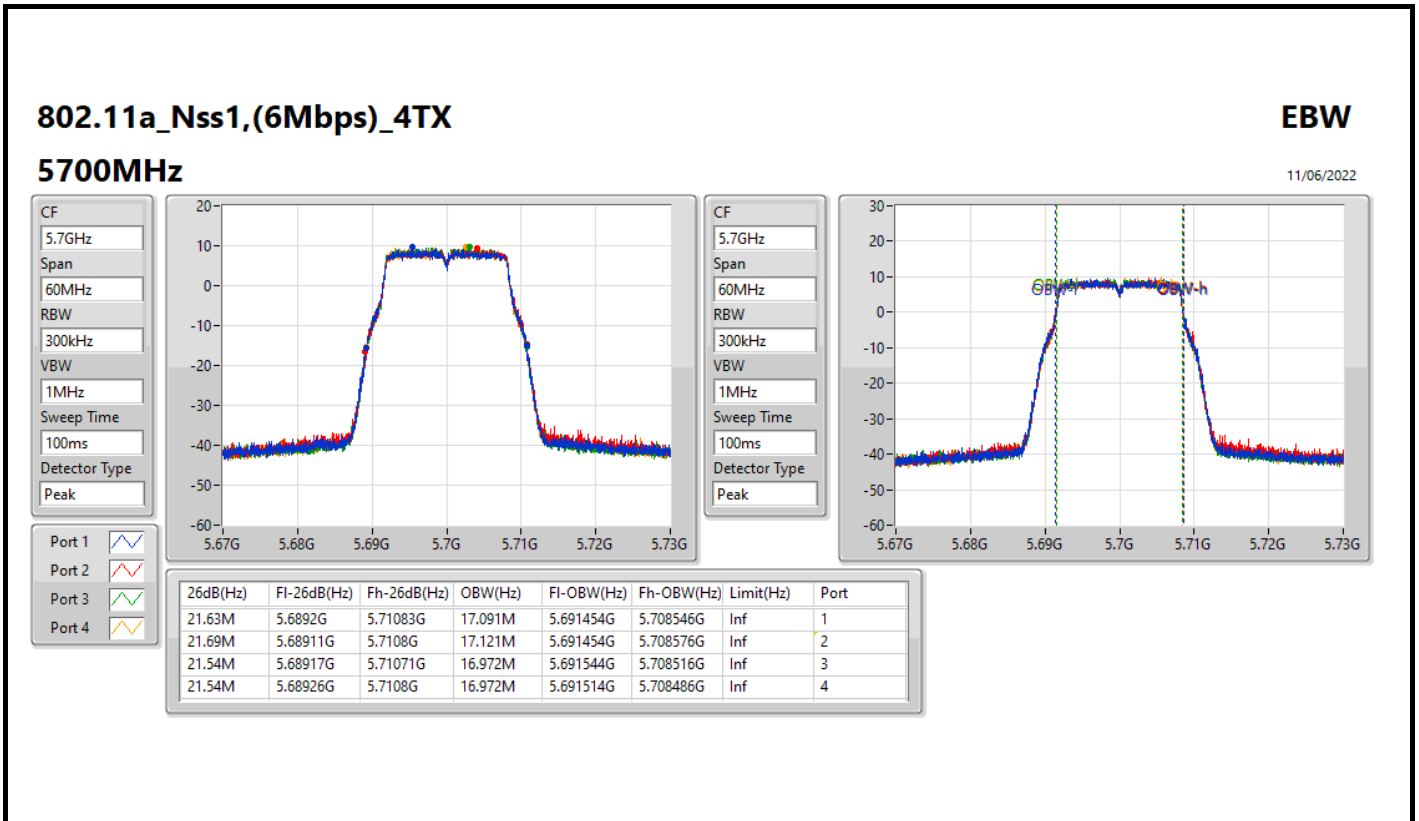 802.11a_Nss1,(6Mbps)_4TX
EBW
5700MHz
11/06/2022
CF
5.7GHz
Span
60MHz
RBW
300kHz
VBW
1MHz
Sweep Time
100ms
Detector Type
Peak
20
10
0
-10
-20
-30
-40
-50
-60
5.67G 5.68G 5.69G 5.7G 5.71G 5.72G 5.73G
CF
5.7GHz
Span
60MHz
RBW
300kHz
VBW
1MHz
Sweep Time
100ms
Detector Type
Peak
30
20
10
0
-10
-20
-30
-40
-50
-60
OBW-l OBW-h
5.67G 5.68G 5.69G 5.7G 5.71G 5.72G 5.73G
Port 1
Port 2
Port 3
Port 4
26dB(Hz) Fl-26dB(Hz) Fh-26dB(Hz) OBW(Hz) Fl-OBW(Hz) Fh-OBW(Hz) Limit(Hz) Port
21.63M 5.6892G 5.71083G 17.091M 5.691454G 5.708546G Inf 1
21.69M 5.68911G 5.7108G 17.121M 5.691454G 5.708576G Inf 2
21.54M 5.68917G 5.71071G 16.972M 5.691544G 5.708516G Inf 3
21.54M 5.68926G 5.7108G 16.972M 5.691514G 5.708486G Inf 4